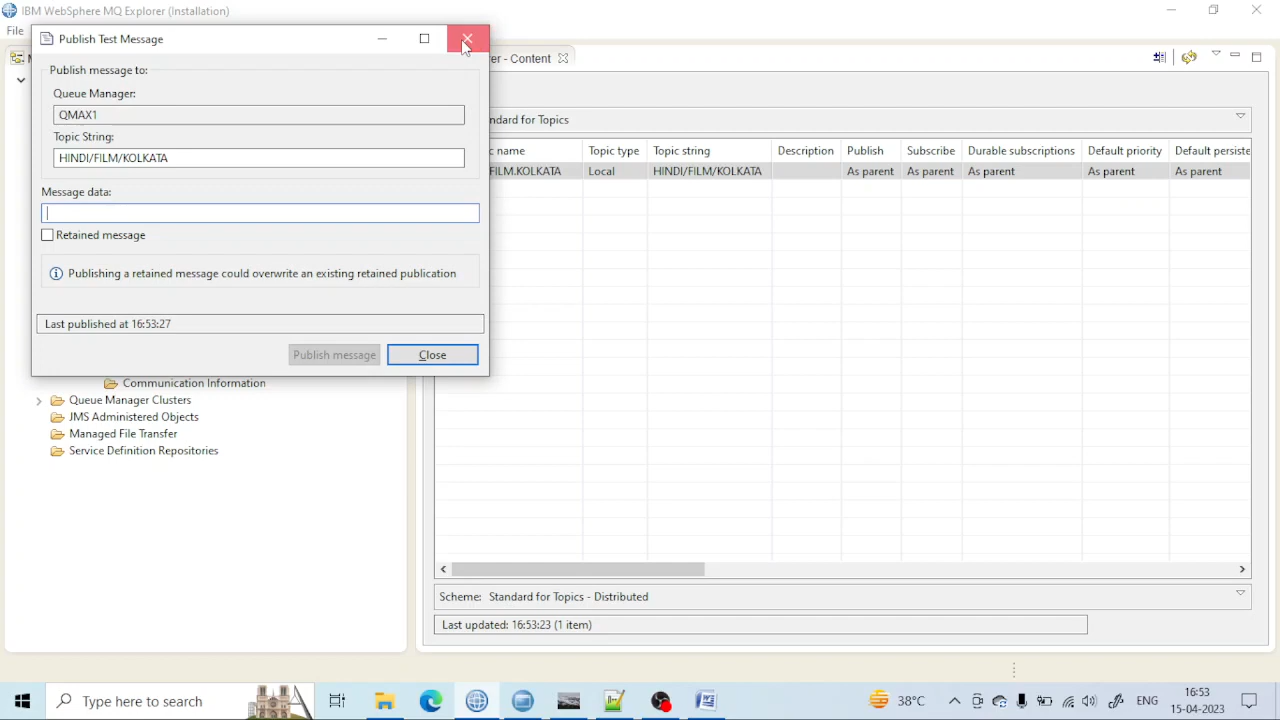 IBM WebSphere MQ Explorer (Installation)
File
Publish Test Message
Publish message to:
Queue Manager:
QMAX1
Topic String:
HINDI/FILM/KOLKATA
Message data:
Retained message
Publishing a retained message could overwrite an existing retained publication
Last published at 16:53:27
Publish message
Close
Communication Information
Queue Manager Clusters
JMS Administered Objects
Managed File Transfer
Service Definition Repositories
er - Content
ndard for Topics
c name Topic type Topic string Description Publish Subscribe Durable subscriptions Default priority Default persiste
FILM.KOLKATA Local HINDI/FILM/KOLKATA As parent As parent As parent As parent As parent
Scheme: Standard for Topics - Distributed
Last updated: 16:53:23 (1 item)
Type here to search
38°C
ENG
16:53
15-04-2023